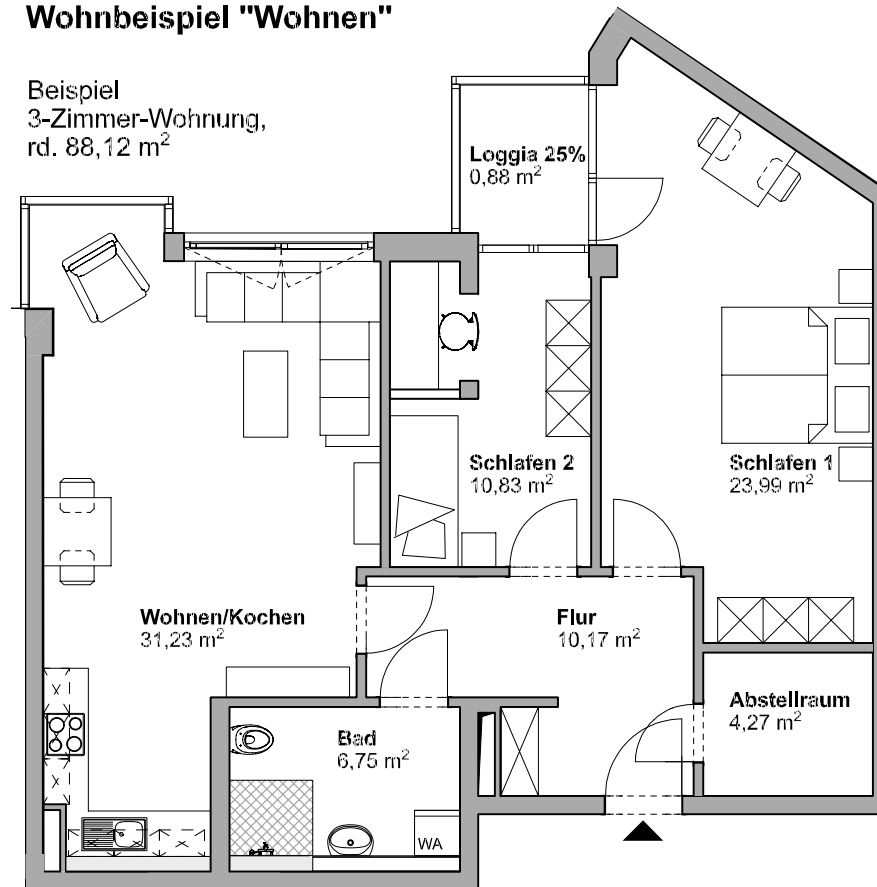 Wohnbeispiel "Wohnen"
Beispiel
3-Zimmer-Wohnung,
rd. 88,12 m²
Loggia 25%
0,88 m²
Schlafen 2
10,83 m²
Schlafen 1
23,99 m²
Wohnen/Kochen
31,23 m²
Flur
10,17 m²
Abstellraum
4,27 m²
Bad
6,75 m²
WA